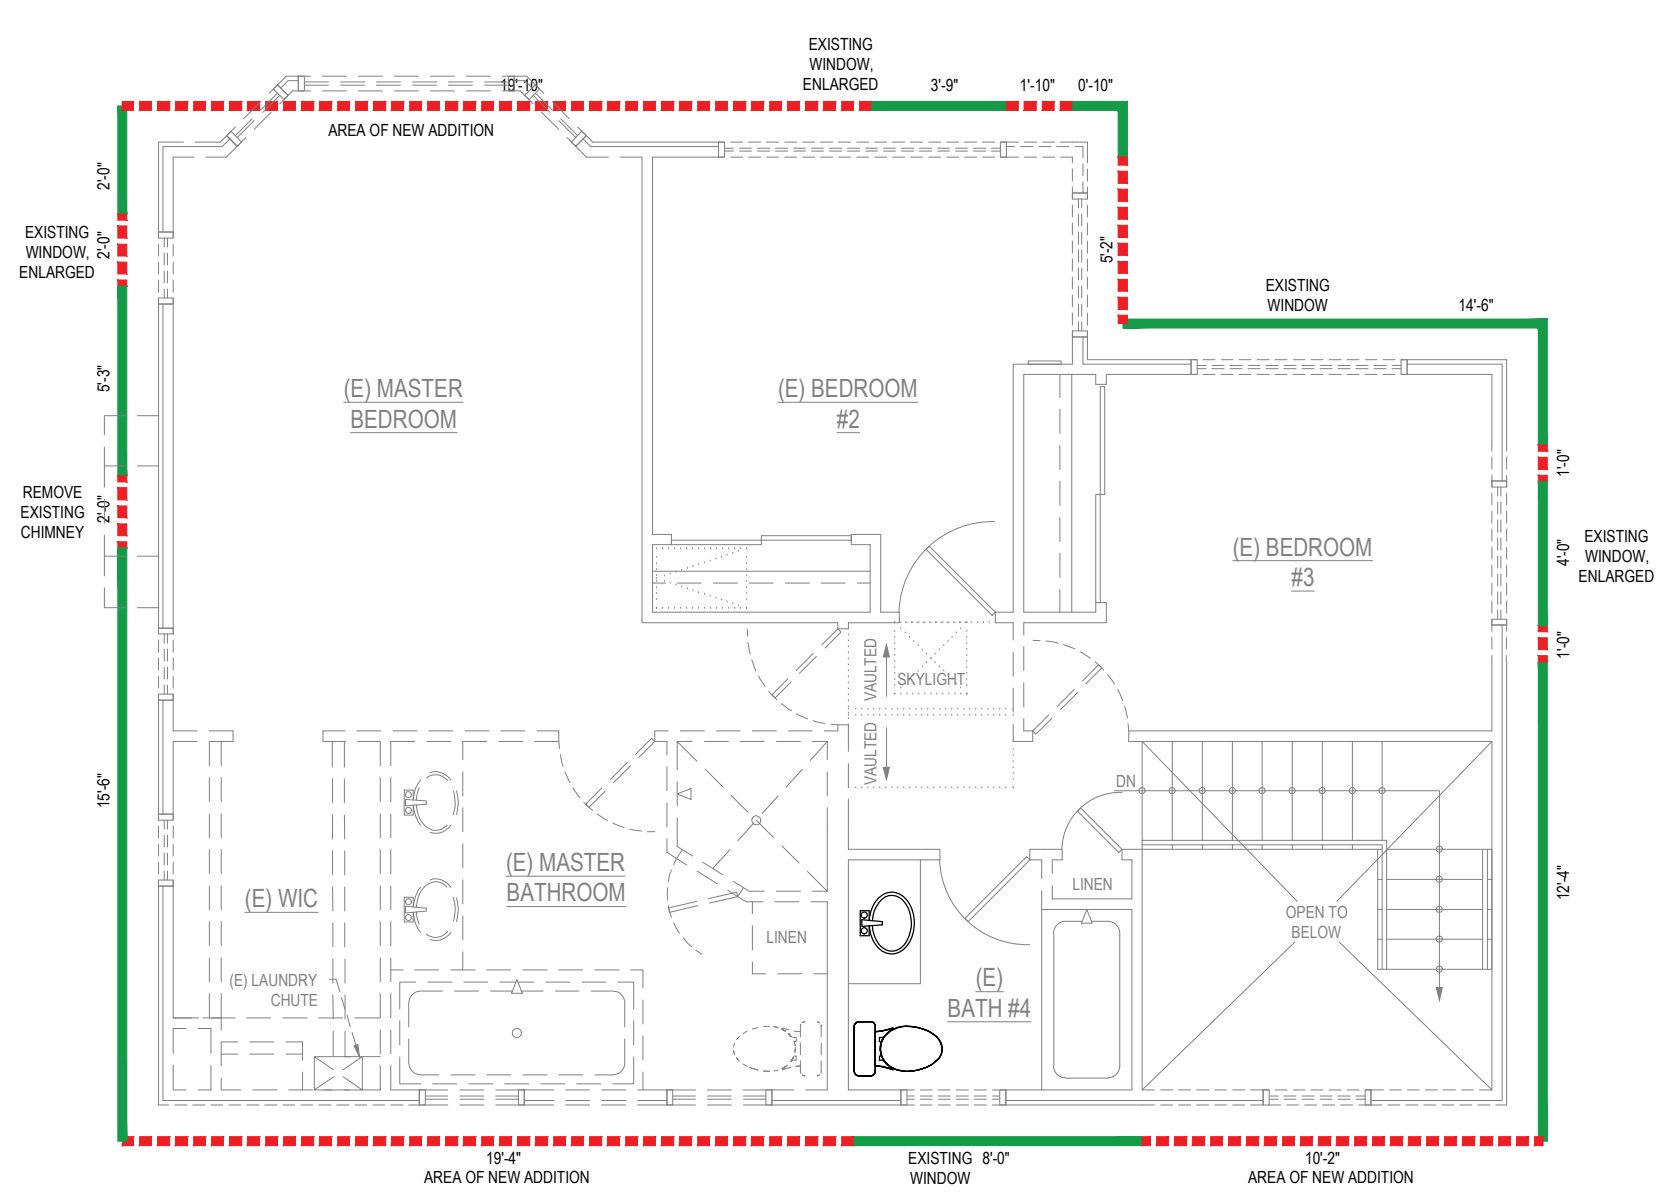 EXISTING
WINDOW,
ENLARGED
3'-9"
1'-10"
0'-10"
19'-10"
AREA OF NEW ADDITION
2'-0"
EXISTING
WINDOW,
ENLARGED
2'-0"
5'-2"
EXISTING
WINDOW
14'-6"
5'-3"
(E) MASTER
BEDROOM
(E) BEDROOM
#2
1'-0"
REMOVE
EXISTING
CHIMNEY
2'-0"
(E) BEDROOM
#3
4'-0"
EXISTING
WINDOW,
ENLARGED
1'-0"
VAULTED
SKYLIGHT
VAULTED
DN
15'-6"
(E) MASTER
BATHROOM
(E) WIC
LINEN
LINEN
12'-4"
OPEN TO
BELOW
(E) LAUNDRY
CHUTE
(E)
BATH #4
19'-4"
AREA OF NEW ADDITION
EXISTING 8'-0"
WINDOW
10'-2"
AREA OF NEW ADDITION